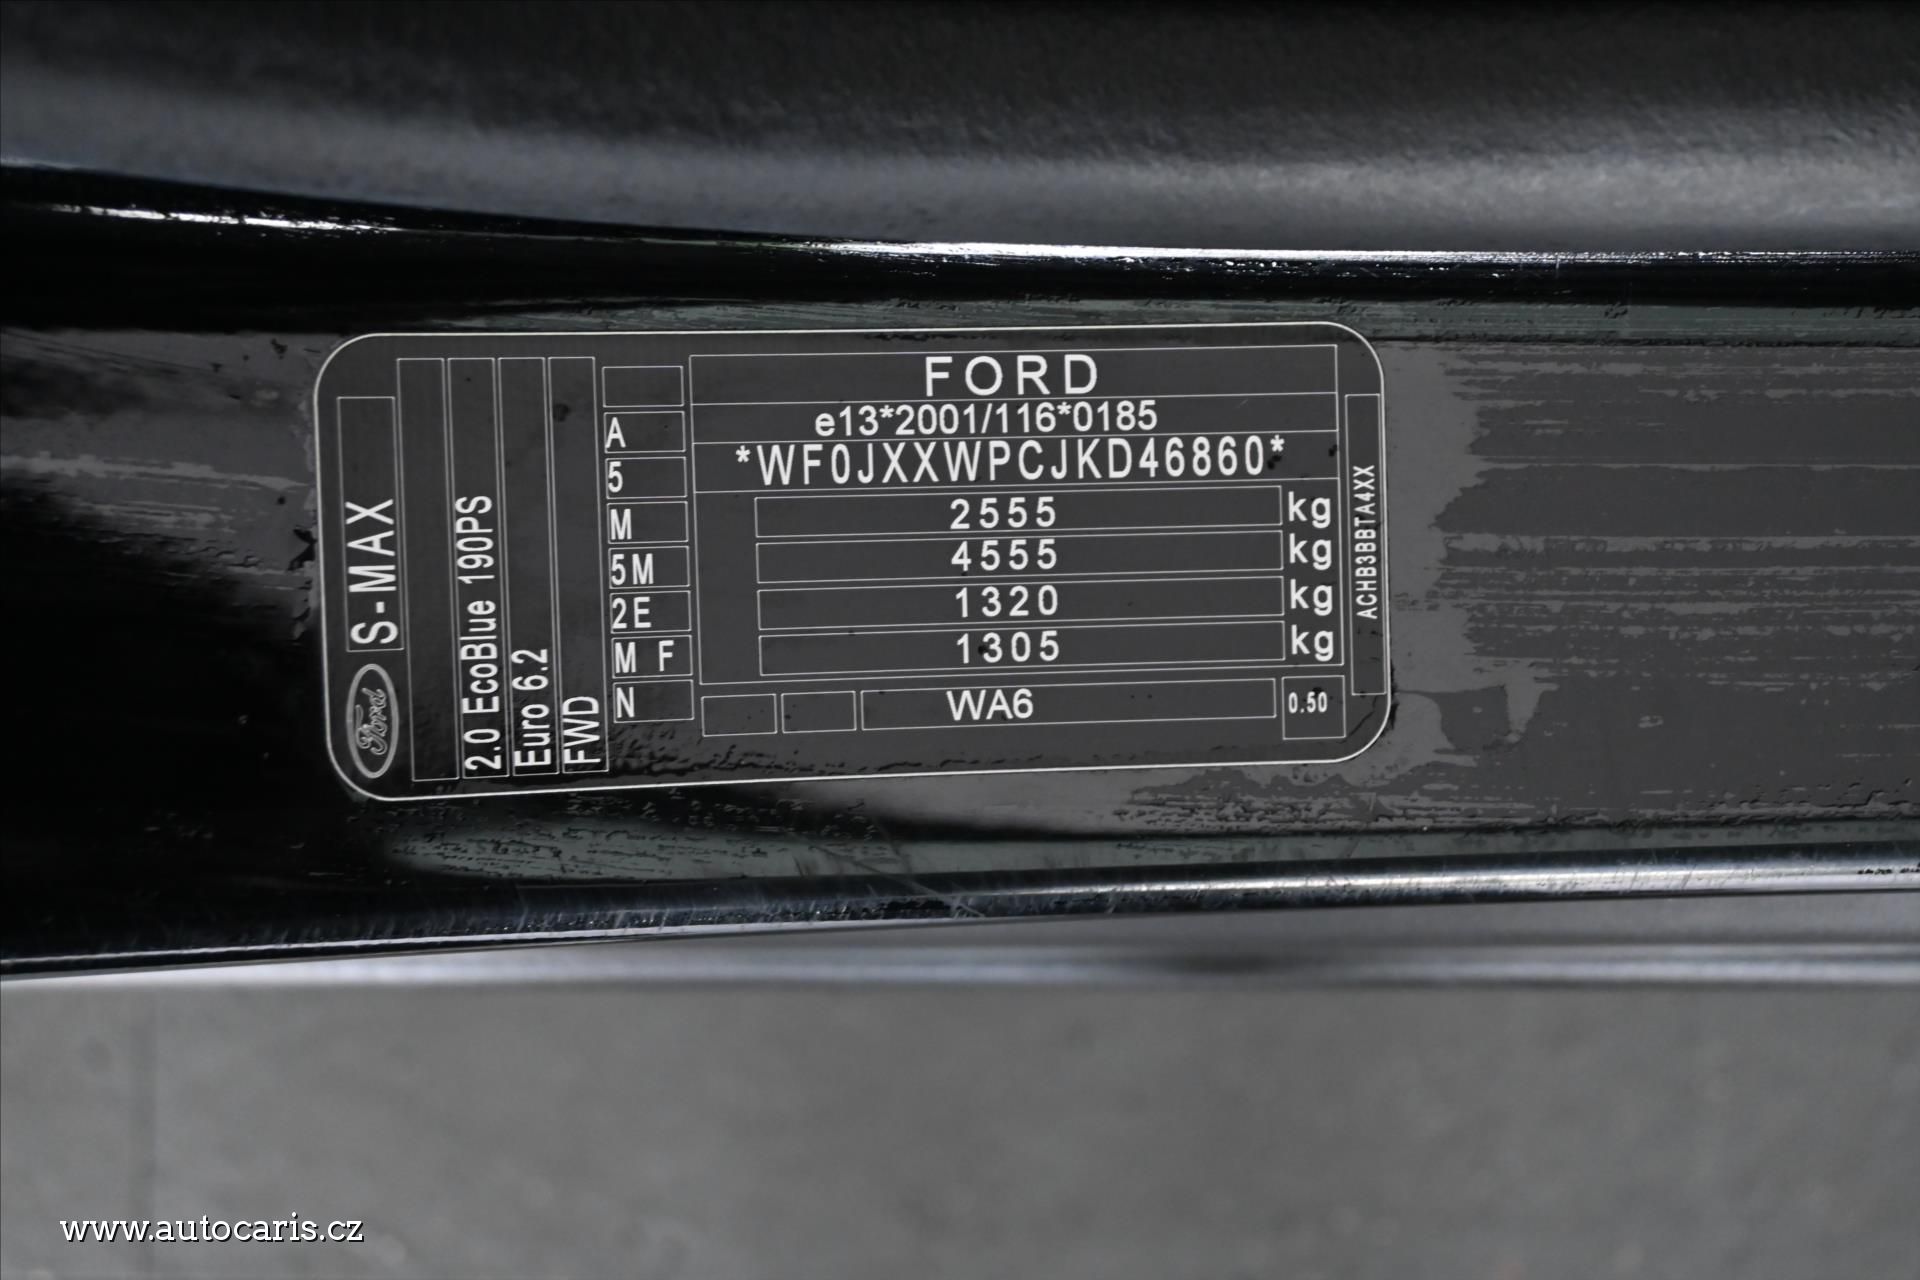 Ford
S-MAX
2.0 EcoBlue 190PS
Euro 6.2
FWD
A
5
M
5M
2E
M F
N
FORD
e13*2001/116*0185
*WF0JXXWPCJKD46860*
2555 kg
4555 kg
1320 kg
1305 kg
WA6
0.50
ACHB3BBTA4XX
www.autocaris.cz